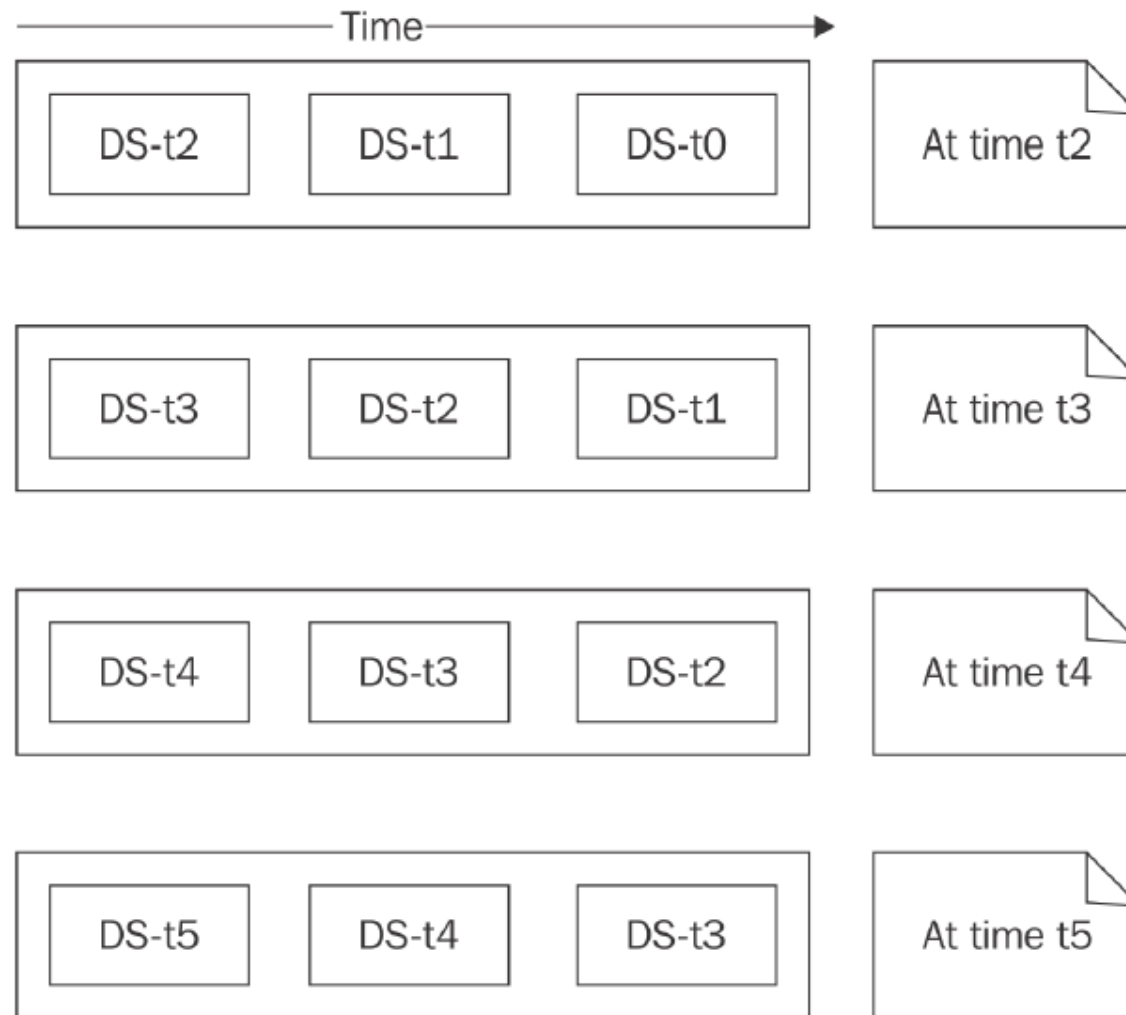 Time
DS-t2 DS-t1 DS-t0 At time t2
DS-t3 DS-t2 DS-t1 At time t3
DS-t4 DS-t3 DS-t2 At time t4
DS-t5 DS-t4 DS-t3 At time t5